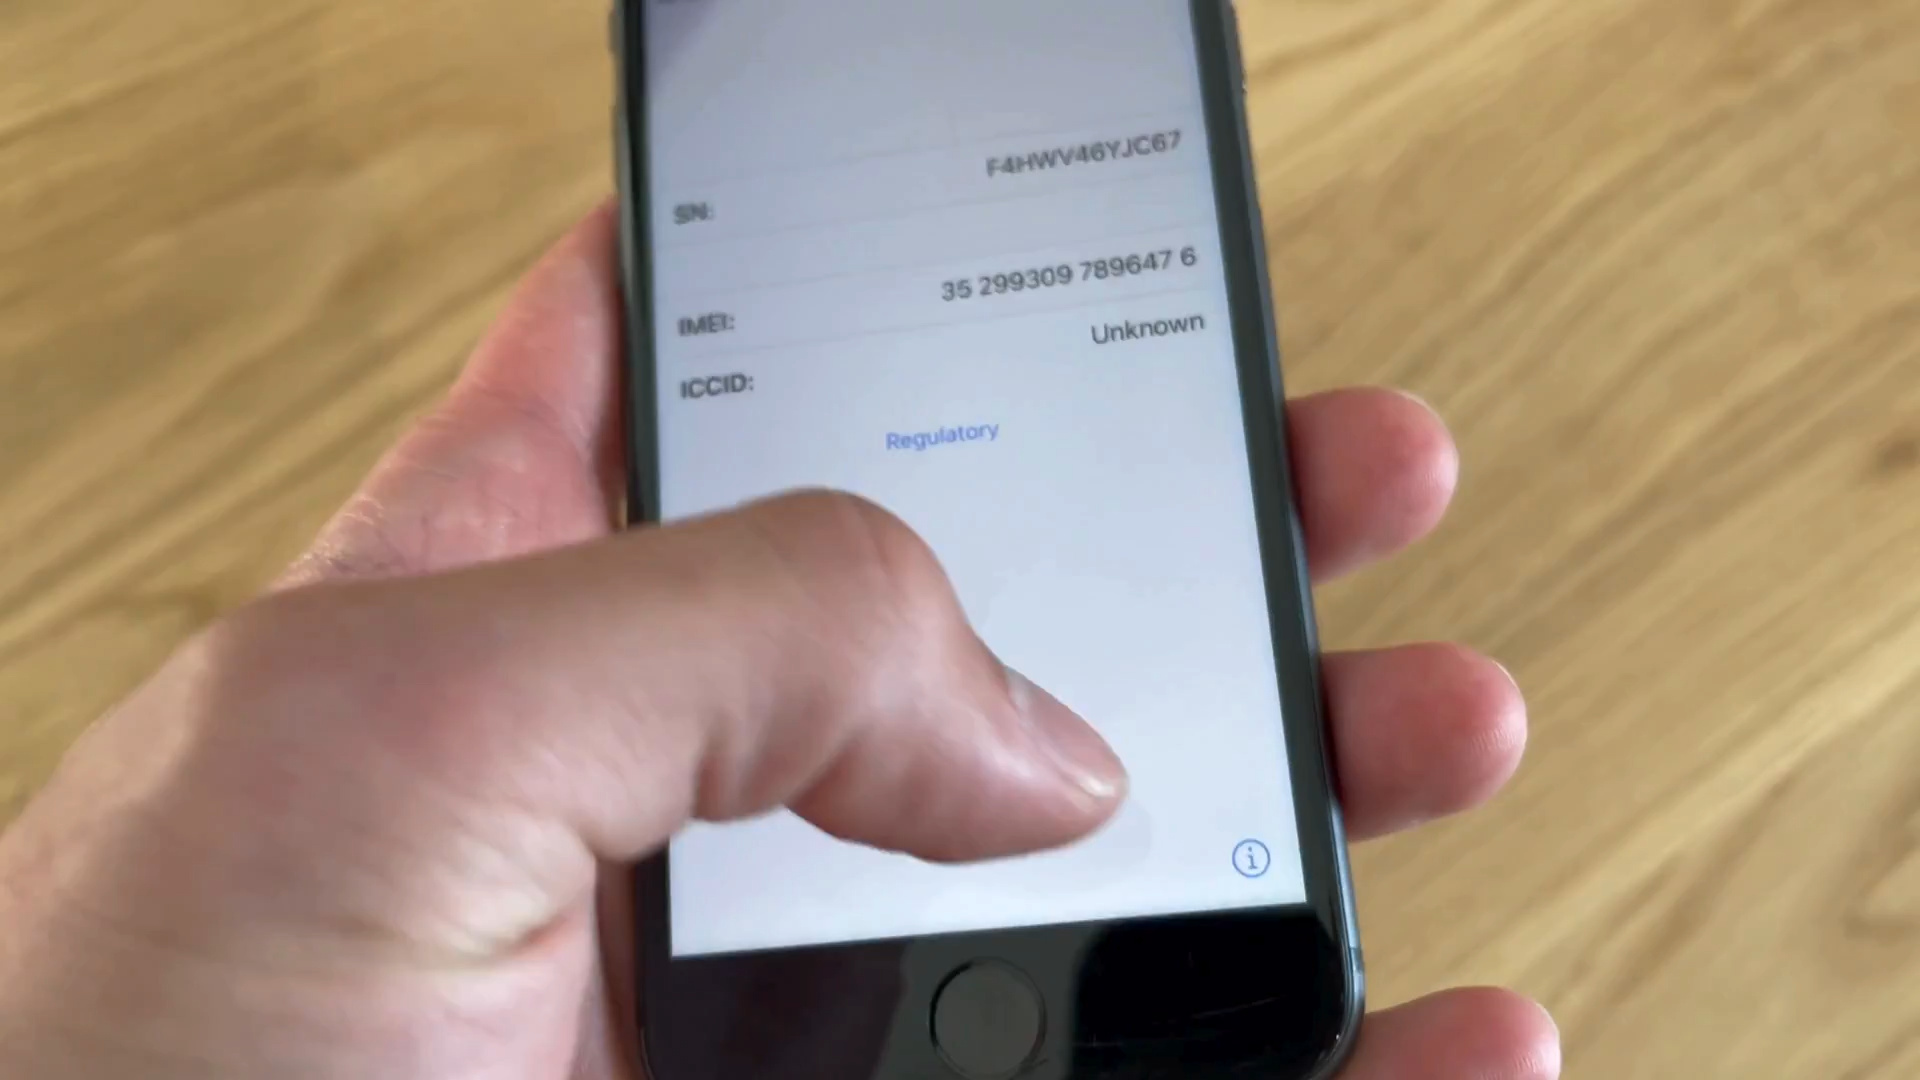 F4HWV46YJC67
SN:
35 299309 789647 6
IMEI:
Unknown
ICCID:
Regulatory